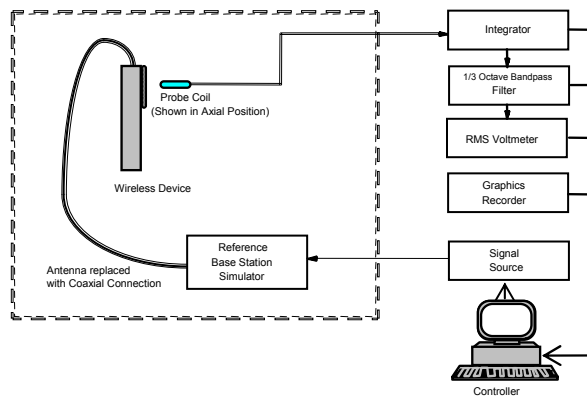 Integrator
1/3 Octave Bandpass
Filter
RMS Voltmeter
Graphics
Recorder
Signal
Source
Controller
Probe Coil
(Shown in Axial Position)
Wireless Device
Reference
Base Station
Simulator
Antenna replaced
with Coaxial Connection